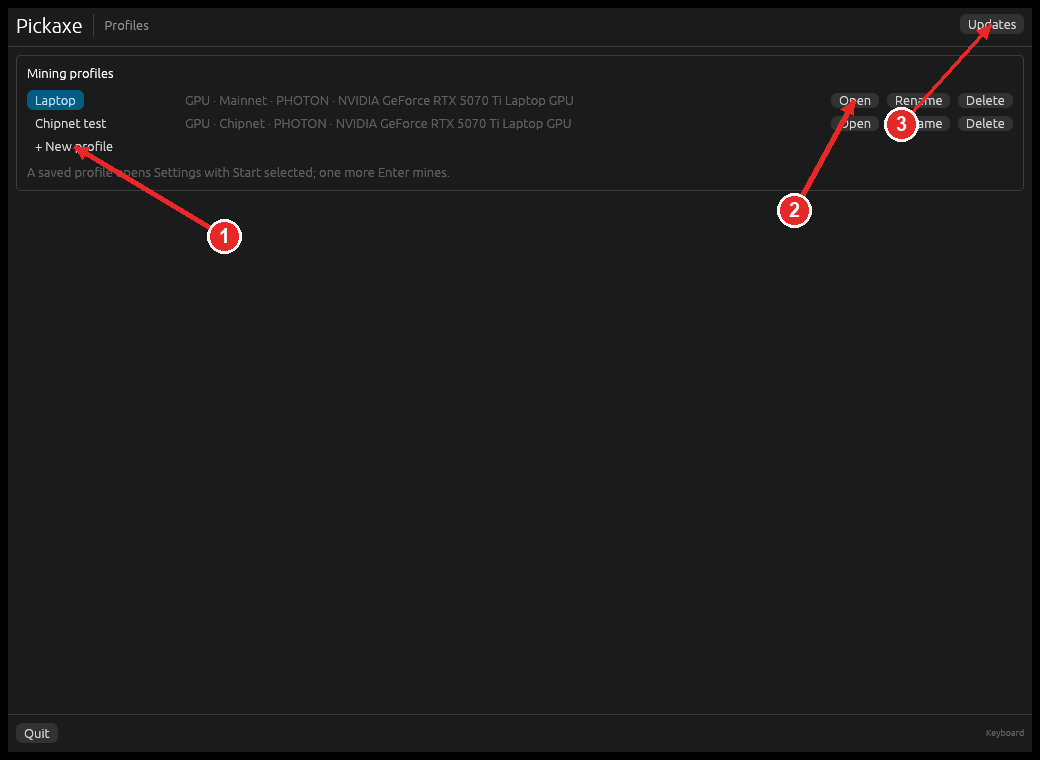 Pickaxe Profiles Updates
Mining profiles
Laptop GPU · Mainnet · PHOTON · NVIDIA GeForce RTX 5070 Ti Laptop GPU Open Rename Delete
Chipnet test GPU · Chipnet · PHOTON · NVIDIA GeForce RTX 5070 Ti Laptop GPU Open 3 ame Delete
+ New profile
A saved profile opens Settings with Start selected; one more Enter mines.
2
1
Quit Keyboard